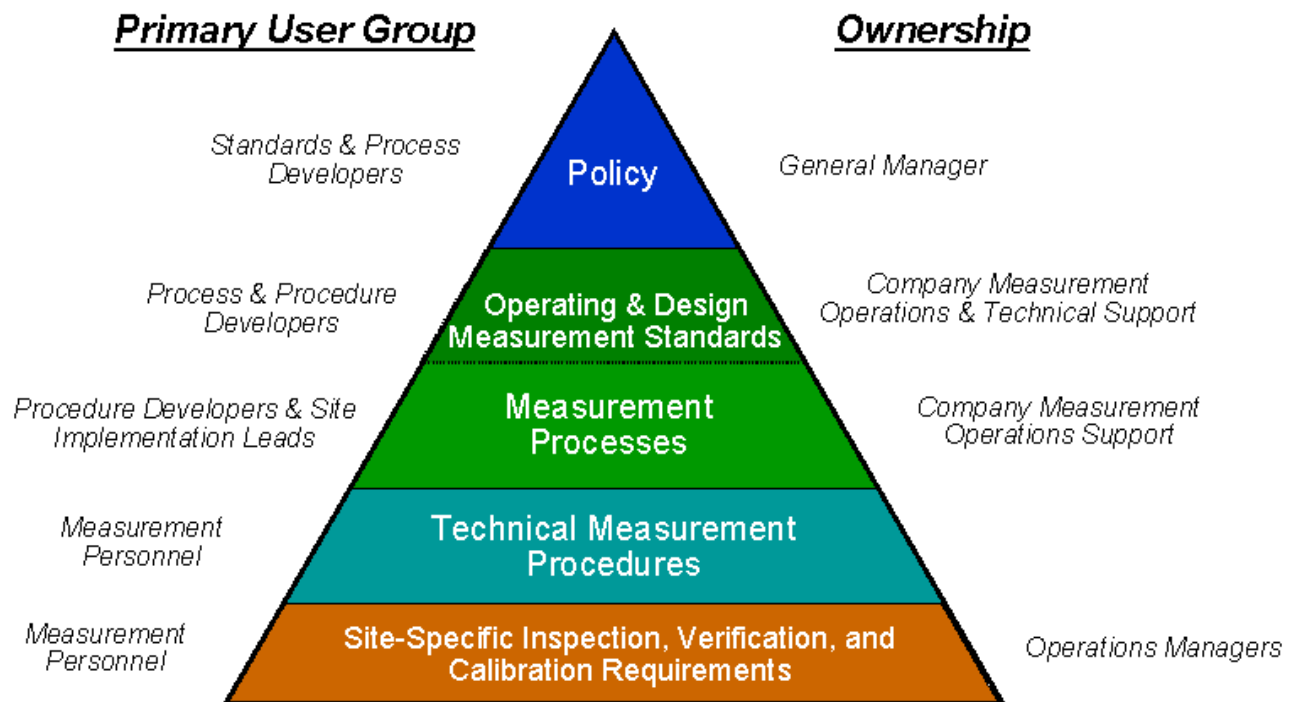 Primary User Group
Ownership
Standards & Process
Developers
Policy
General Manager
Process & Procedure
Developers
Operating & Design
Measurement Standards
Company Measurement
Operations & Technical Support
Procedure Developers & Site
Implementation Leads
Measurement
Processes
Company Measurement
Operations Support
Measurement
Personnel
Technical Measurement
Procedures
Measurement
Personnel
Site-Specific Inspection, Verification, and
Calibration Requirements
Operations Managers